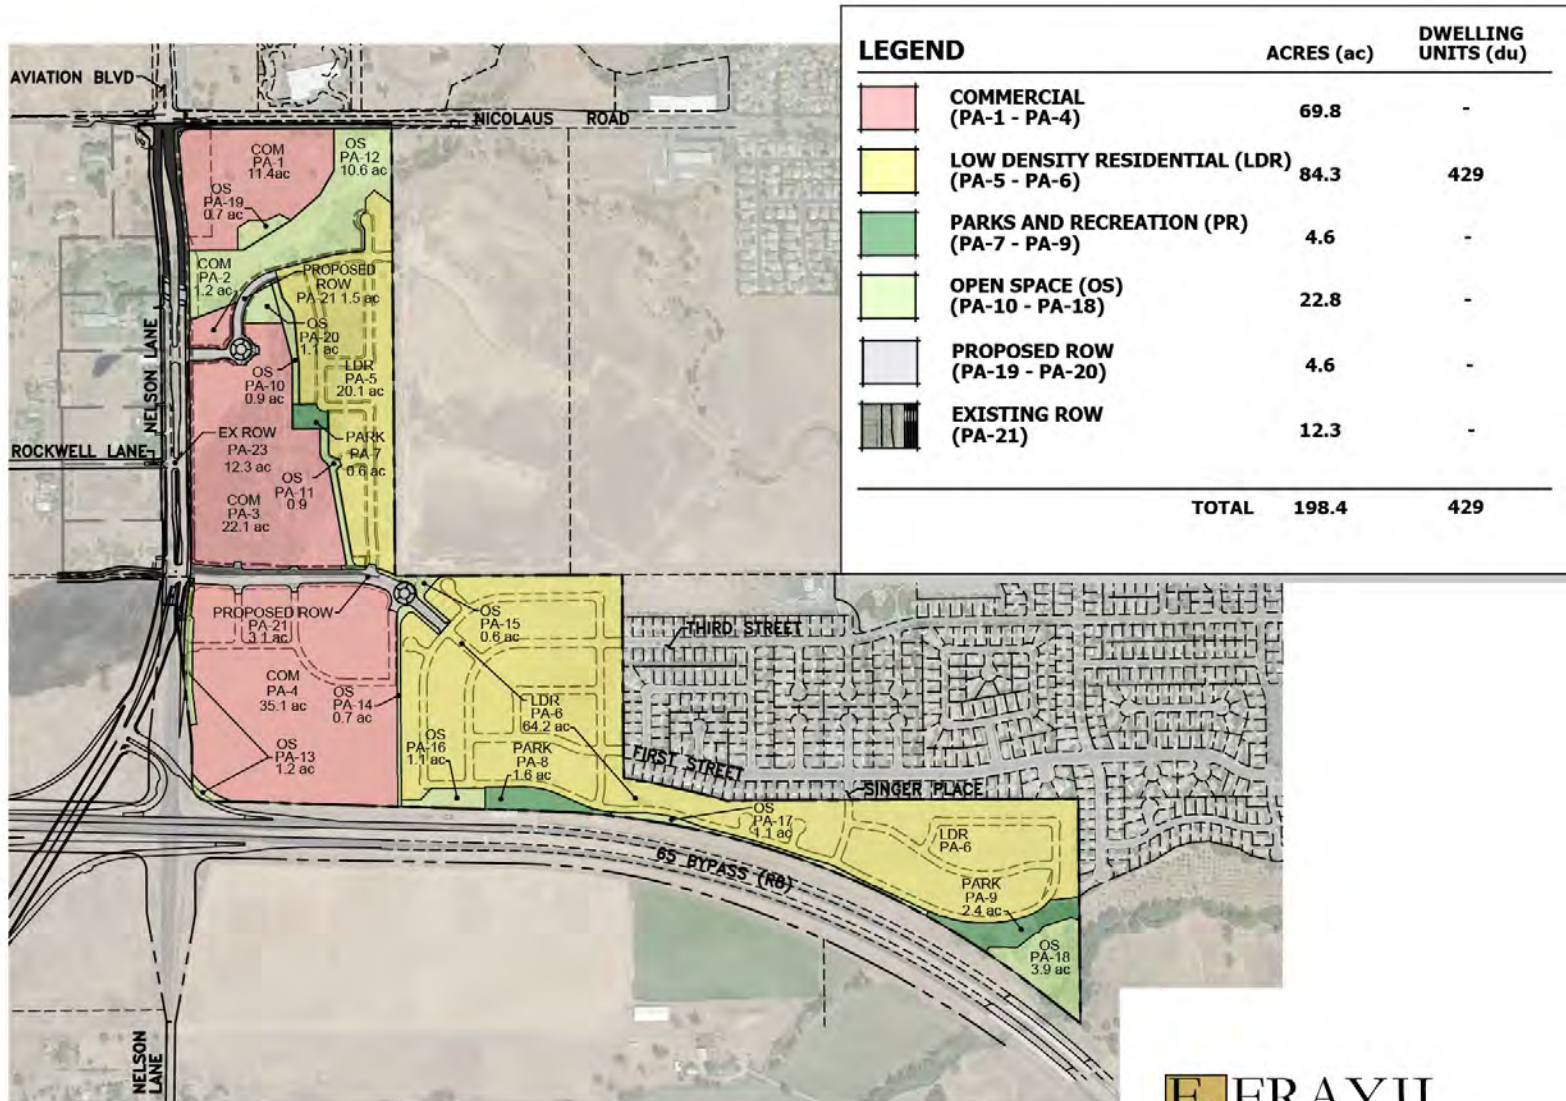 LEGEND
ACRES (ac)
DWELLING
UNITS (du)
COMMERCIAL
(PA-1 - PA-4)
69.8
-
LOW DENSITY RESIDENTIAL (LDR)
(PA-5 - PA-6)
84.3
429
PARKS AND RECREATION (PR)
(PA-7 - PA-9)
4.6
-
OPEN SPACE (OS)
(PA-10 - PA-18)
22.8
-
PROPOSED ROW
(PA-19 - PA-20)
4.6
-
EXISTING ROW
(PA-21)
12.3
-
TOTAL
198.4
429
AVIATION BLVD
NICOLAUS ROAD
COM
PA-1
11.4ac
OS
PA-12
10.6 ac
OS
PA-19
0.7 ac
COM
PA-2
1.2 ac
PROPOSED
ROW
PA-21 1.5 ac
OS
PA-20
1.1 ac
NELSON LANE
OS
PA-10
0.9 ac
LDR
PA-5
20.1 ac
ROCKWELL LANE
EX ROW
PA-23
12.3 ac
PARK
PA-7
0.6 ac
OS
PA-11
0.9
COM
PA-3
22.1 ac
PROPOSED ROW
PA-21
3.1 ac
OS
PA-15
0.6 ac
THIRD STREET
COM
PA-4
35.1 ac
OS
PA-14
0.7 ac
LDR
PA-6
64.2 ac
OS
PA-13
1.2 ac
OS
PA-16
1.1 ac
PARK
PA-8
1.6 ac
FIRST STREET
SINGER PLACE
OS
PA-17
1.1 ac
LDR
PA-6
65 BYPASS (RB)
PARK
PA-9
2.4 ac
OS
PA-18
3.9 ac
NELSON
LANE